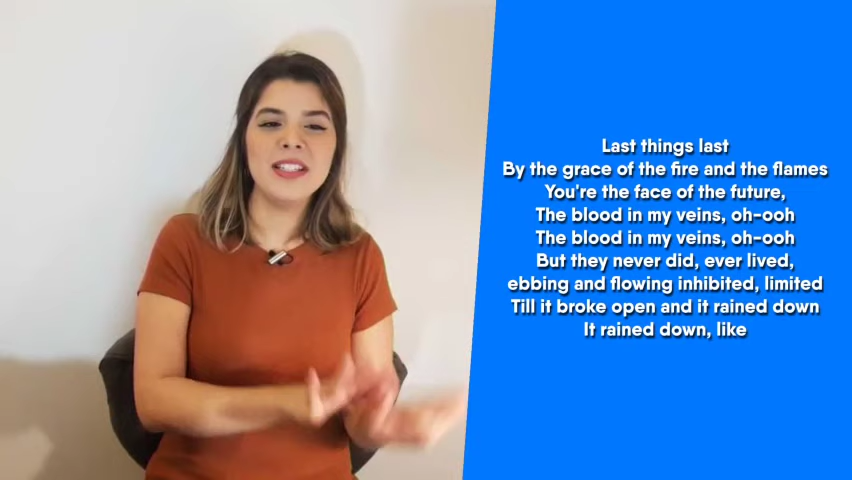 Last things last
By the grace of the fire and the flames
You're the face of the future,
The blood in my veins, oh-ooh
The blood in my veins, oh-ooh
But they never did, ever lived,
ebbing and flowing inhibited, limited
Till it broke open and it rained down
It rained down, like